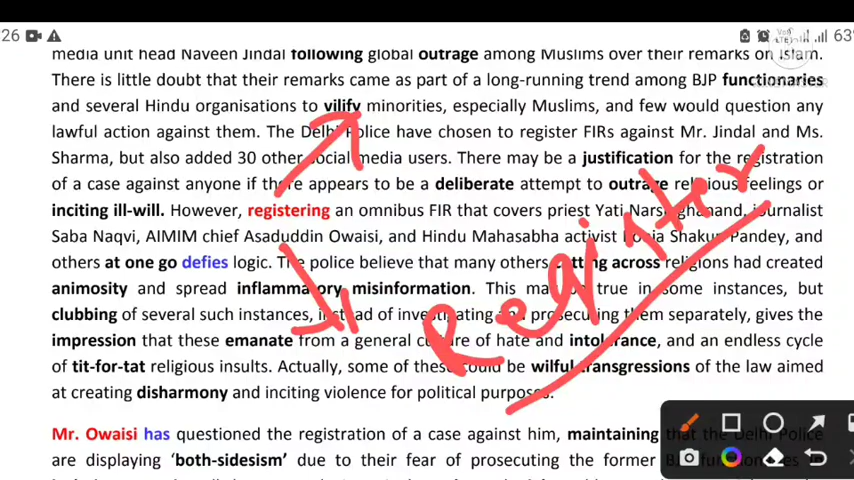 26
Vo)
LTE)
63
media unit head Naveen Jindal following global outrage among Muslims over their remarks on Islam.
There is little doubt that their remarks came as part of a long-running trend among BJP functionaries
and several Hindu organisations to vilify minorities, especially Muslims, and few would question any
lawful action against them. The Delhi Police have chosen to register FIRs against Mr. Jindal and Ms.
Sharma, but also added 30 other social media users. There may be a justification for the registration
of a case against anyone if there appears to be a deliberate attempt to outrage religious feelings or
inciting ill-will. However, registering an omnibus FIR that covers priest Yati Narsinghanand, journalist
Saba Naqvi, AIMIM chief Asaduddin Owaisi, and Hindu Mahasabha activist Pooja Shakun Pandey, and
others at one go defies logic. The police believe that many others cutting across religions had created
animosity and spread inflammatory misinformation. This may be true in some instances, but
clubbing of several such instances, instead of investigating and prosecuting them separately, gives the
impression that these emanate from a general culture of hate and intolerance, and an endless cycle
of tit-for-tat religious insults. Actually, some of these could be wilful transgressions of the law aimed
at creating disharmony and inciting violence for political purposes.
Register
Mr. Owaisi has questioned the registration of a case against him, maintaining that the Delhi Police
are displaying 'both-sidesism' due to their fear of prosecuting the former BJP functionaries in